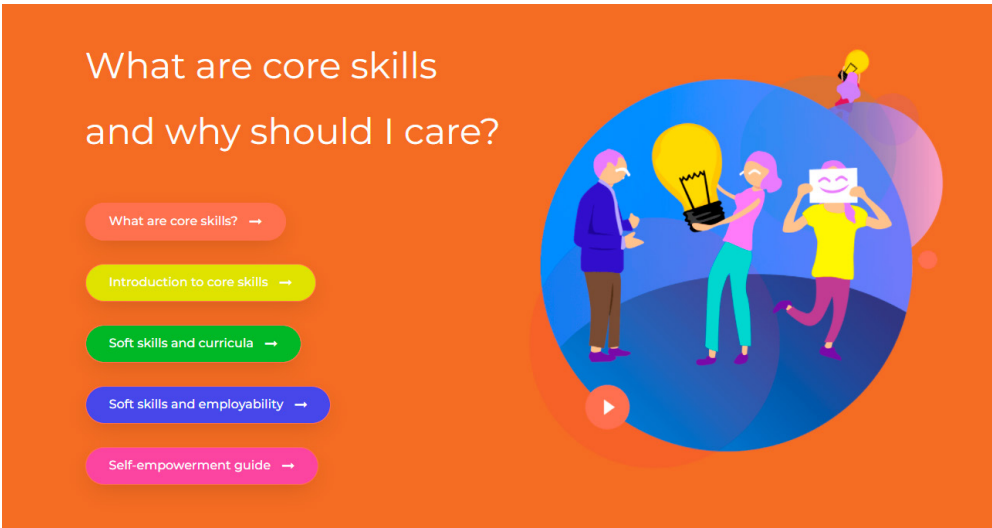 What are core skills
and why should I care?
What are core skills? →
Introduction to core skills →
Soft skills and curricula →
Soft skills and employability →
Self-empowerment guide →